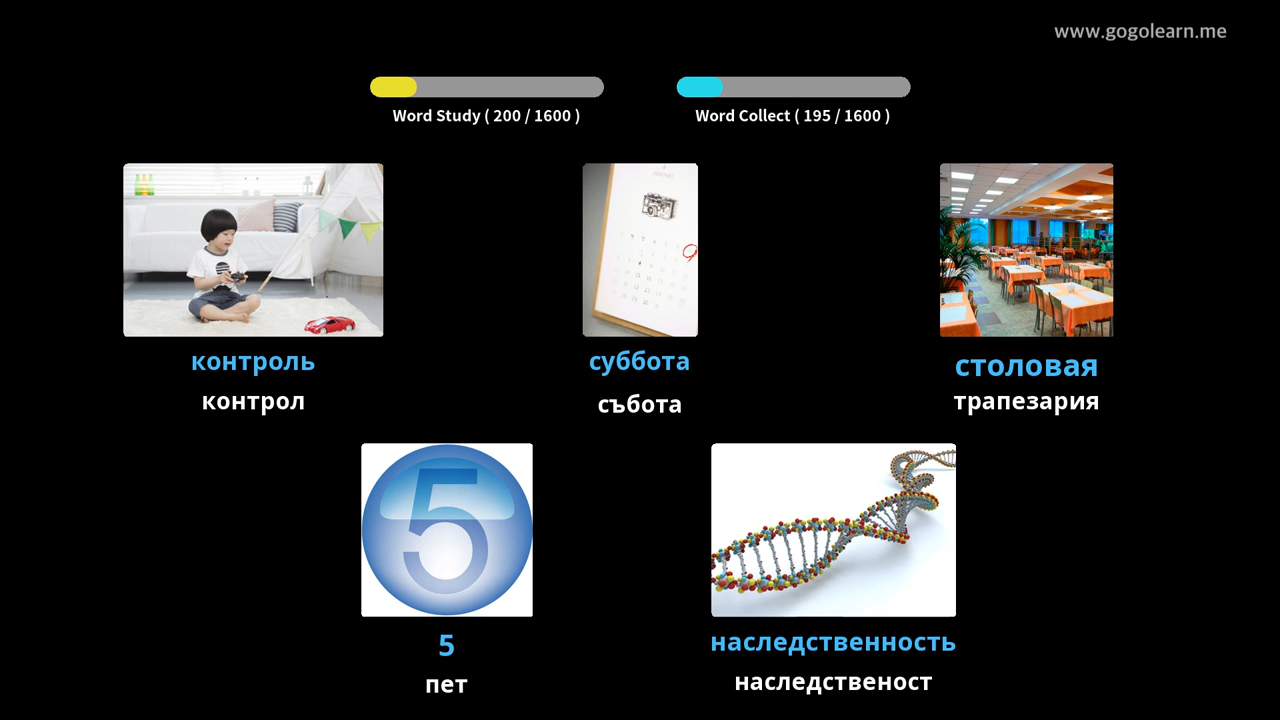 www.gogolearn.me
Word Study ( 200 / 1600 )
Word Collect ( 195 / 1600 )
контроль
контрол
суббота
събота
столовая
трапезария
5
5
пет
наследственность
наследственост